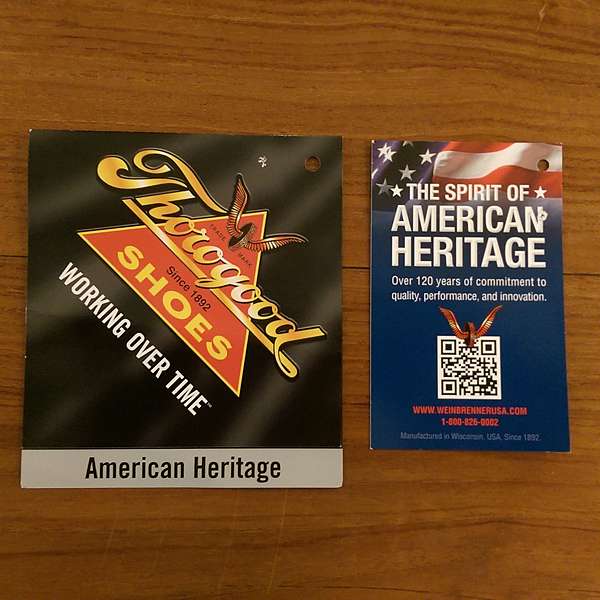 Thorogood
TRADE MARK
Since 1892
SHOES
WORKING OVER TIME™
American Heritage
THE SPIRIT OF
AMERICAN
HERITAGE
Over 120 years of commitment to
quality, performance, and innovation.
WWW.WEINBRENNERUSA.COM
1-800-826-0002
Manufactured in Wisconsin, USA, Since 1892.